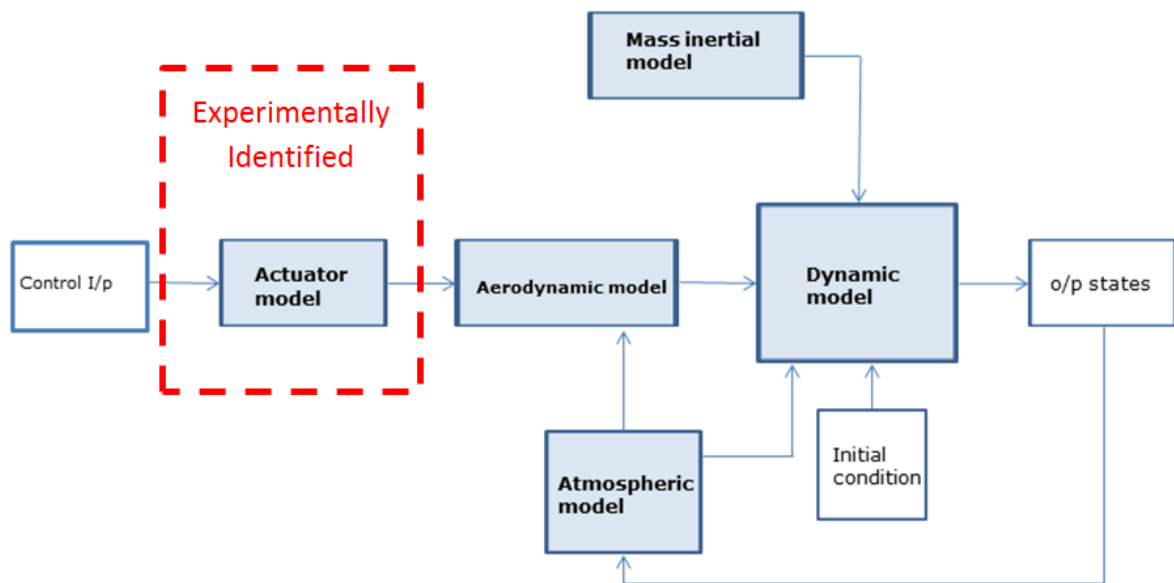 Mass inertial
model
Experimentally
Identified
Control I/p
Actuator
model
Aerodynamic model
Dynamic
model
o/p states
Atmospheric
model
Initial
condition